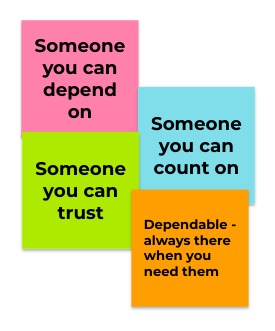 Someone
you can
depend
on
Someone
you can
count on
Someone
you can
trust
Dependable -
always there
when you
need them